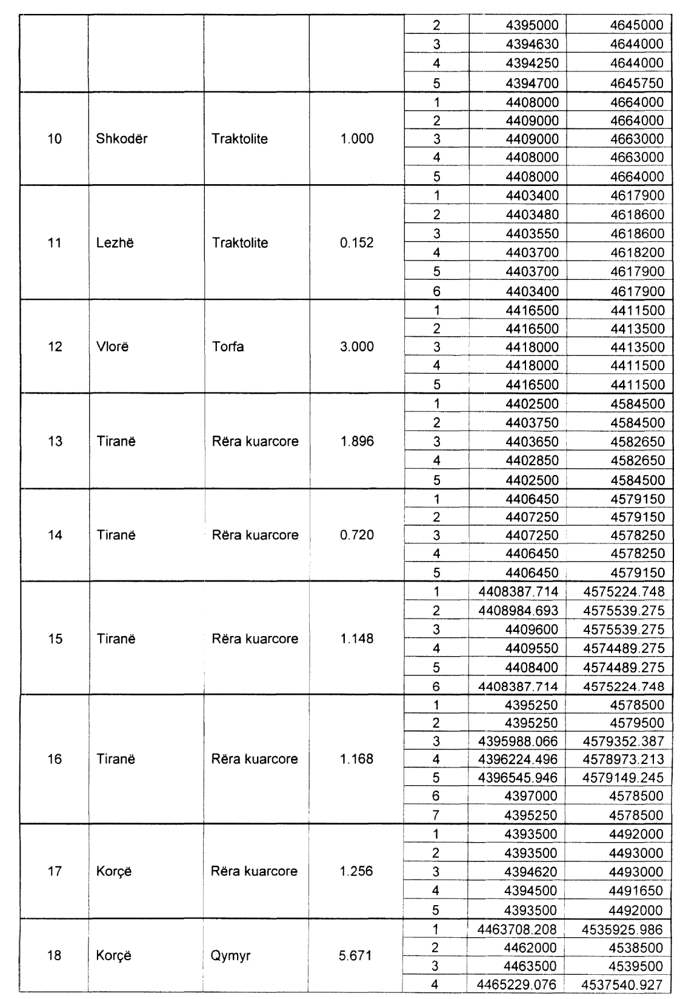 2 4395000 4645000
3 4394630 4644000
4 4394250 4644000
5 4394700 4645750
1 4408000 4664000
2 4409000 4664000
10 Shkodër Traktolite 1.000 3 4409000 4663000
4 4408000 4663000
5 4408000 4664000
1 4403400 4617900
2 4403480 4618600
3 4403550 4618600
11 Lezhë Traktolite 0.152 4 4403700 4618200
5 4403700 4617900
6 4403400 4617900
1 4416500 4411500
2 4416500 4413500
12 Vlorë Torfa 3.000 3 4418000 4413500
4 4418000 4411500
5 4416500 4411500
1 4402500 4584500
2 4403750 4584500
13 Tiranë Rëra kuarcore 1.896 3 4403650 4582650
4 4402850 4582650
5 4402500 4584500
1 4406450 4579150
2 4407250 4579150
14 Tiranë Rëra kuarcore 0.720 3 4407250 4578250
4 4406450 4578250
5 4406450 4579150
1 4408387.714 4575224.748
2 4408984.693 4575539.275
3 4409600 4575539.275
15 Tiranë Rëra kuarcore 1.148 4 4409550 4574489.275
5 4408400 4574489.275
6 4408387.714 4575224.748
1 4395250 4578500
2 4395250 4579500
3 4395988.066 4579352.387
16 Tiranë Rëra kuarcore 1.168 4 4396224.496 4578973.213
5 4396545.946 4579149.245
6 4397000 4578500
7 4395250 4578500
1 4393500 4492000
2 4393500 4493000
17 Korçë Rëra kuarcore 1.256 3 4394620 4493000
4 4394500 4491650
5 4393500 4492000
1 4463708.208 4535925.986
2 4462000 4538500
18 Korçë Qymyr 5.671 3 4463500 4539500
4 4465229.076 4537540.927